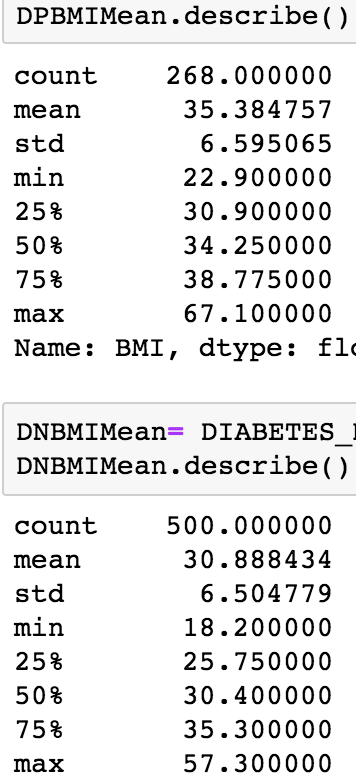 DPBMIMean.describe()
count 268.000000
mean 35.384757
std 6.595065
min 22.900000
25% 30.900000
50% 34.250000
75% 38.775000
max 67.100000
Name: BMI, dtype: flo
DNBMIMean= DIABETES_
DNBMIMean.describe()
count 500.000000
mean 30.888434
std 6.504779
min 18.200000
25% 25.750000
50% 30.400000
75% 35.300000
max 57.300000